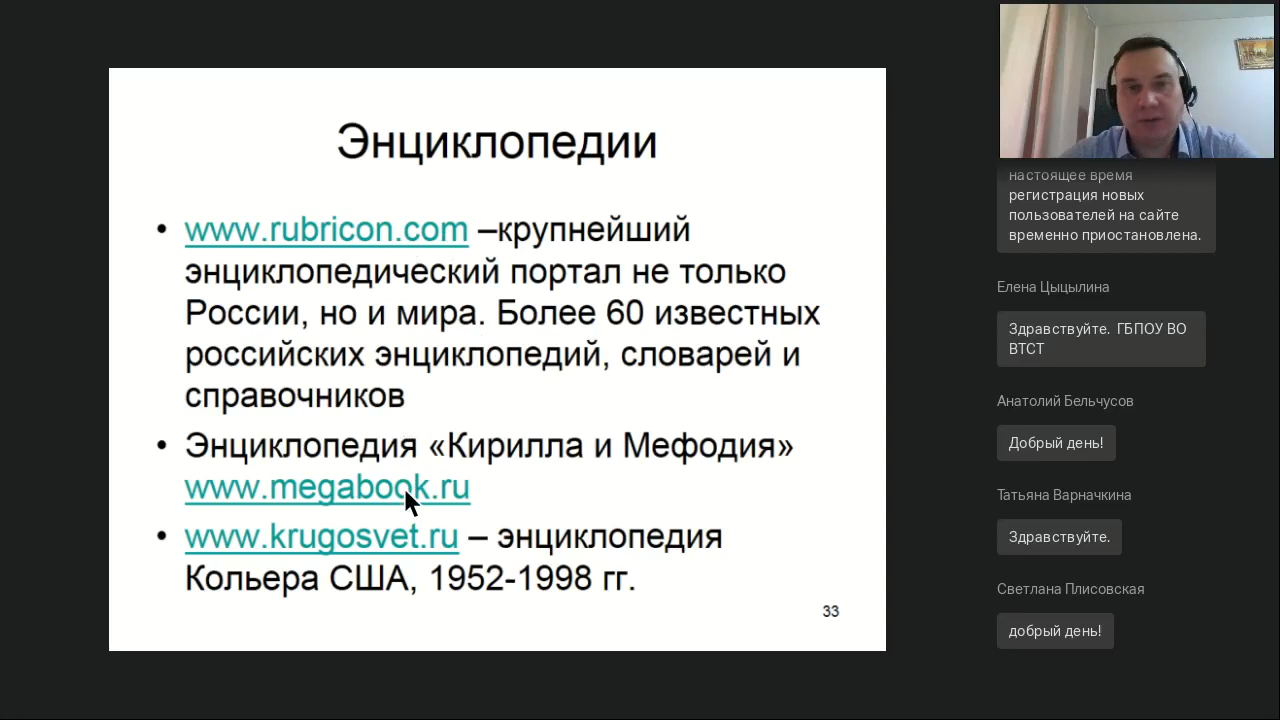 Энциклопедии
• www.rubricon.com –крупнейший
энциклопедический портал не только
России, но и мира. Более 60 известных
российских энциклопедий, словарей и
справочников
• Энциклопедия «Кирилла и Мефодия»
www.megabook.ru
• www.krugosvet.ru – энциклопедия
Кольера США, 1952-1998 гг.
33
настоящее время
регистрация новых
пользователей на сайте
временно приостановлена.
Елена Цыцылина
Здравствуйте. ГБПОУ ВО
ВТСТ
Анатолий Бельчусов
Добрый день!
Татьяна Варначкина
Здравствуйте.
Светлана Плисовская
добрый день!